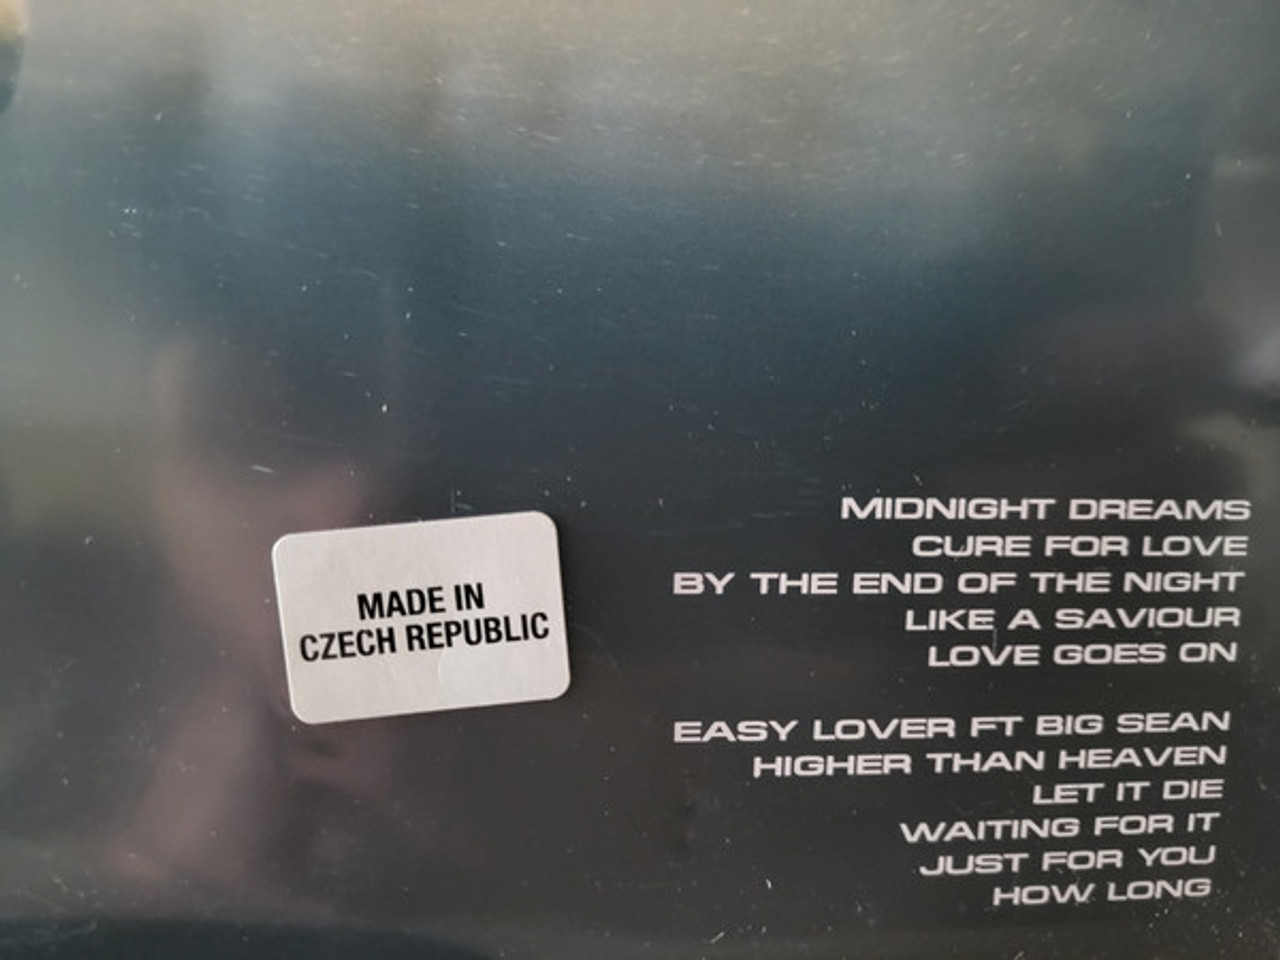 MIDNIGHT DREAMS
CURE FOR LOVE
BY THE END OF THE NIGHT
LIKE A SAVIOUR
LOVE GOES ON
MADE IN
CZECH REPUBLIC
EASY LOVER FT BIG SEAN
HIGHER THAN HEAVEN
LET IT DIE
WAITING FOR IT
JUST FOR YOU
HOW LONG